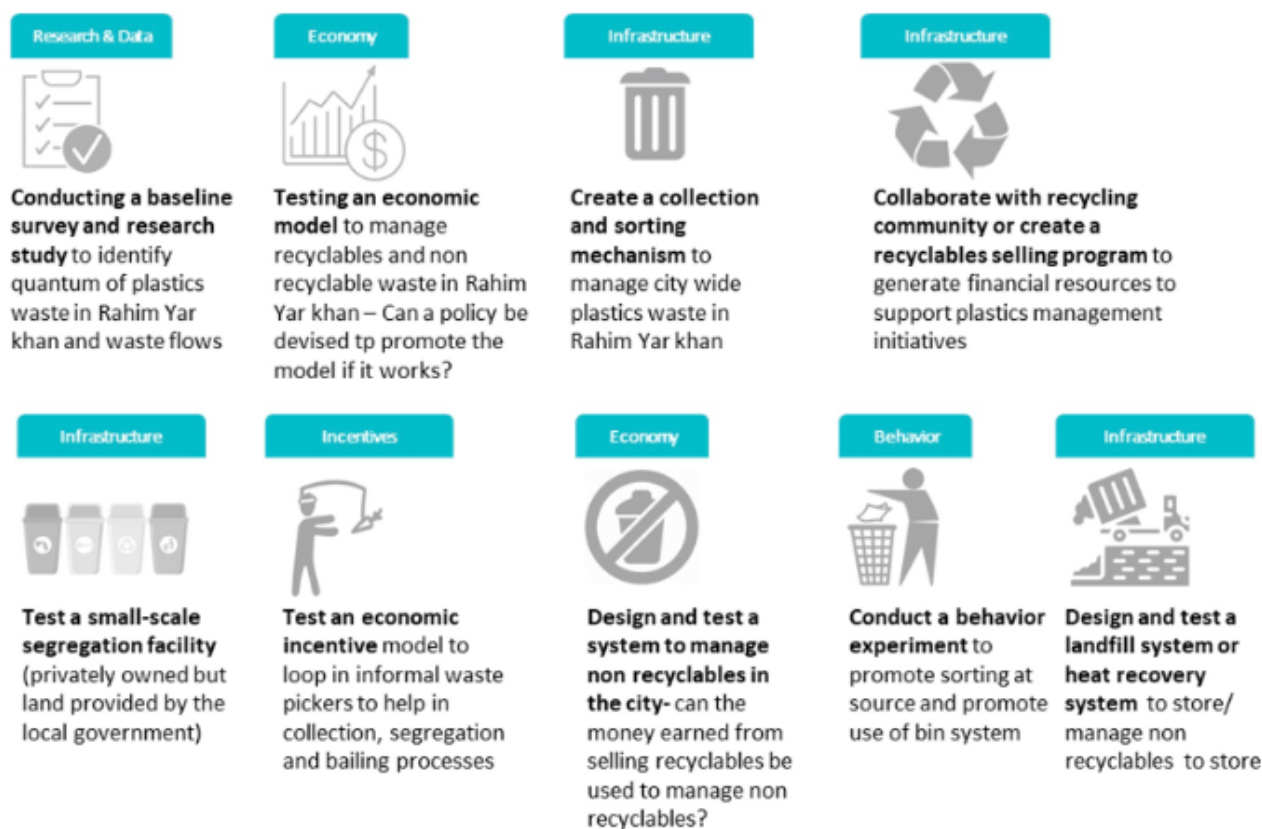 Research & Data
Conducting a baseline
survey and research
study to identify
quantum of plastics
waste in Rahim Yar
khan and waste flows
Economy
Testing an economic
model to manage
recyclables and non
recyclable waste in Rahim
Yar khan – Can a policy be
devised tp promote the
model if it works?
Infrastructure
Create a collection
and sorting
mechanism to
manage city wide
plastics waste in
Rahim Yar khan
Infrastructure
Collaborate with recycling
community or create a
recyclables selling program to
generate financial resources to
support plastics management
initiatives
Infrastructure
Test a small-scale
segregation facility
(privately owned but
land provided by the
local government)
Incentives
Test an economic
incentive model to
loop in informal waste
pickers to help in
collection, segregation
and bailing processes
Economy
Design and test a
system to manage
non recyclables in
the city- can the
money earned from
selling recyclables be
used to manage non
recyclables?
Behavior
Conduct a behavior
experiment to
promote sorting at
source and promote
use of bin system
Infrastructure
Design and test a
landfill system or
heat recovery
system to store/
manage non
recyclables to store